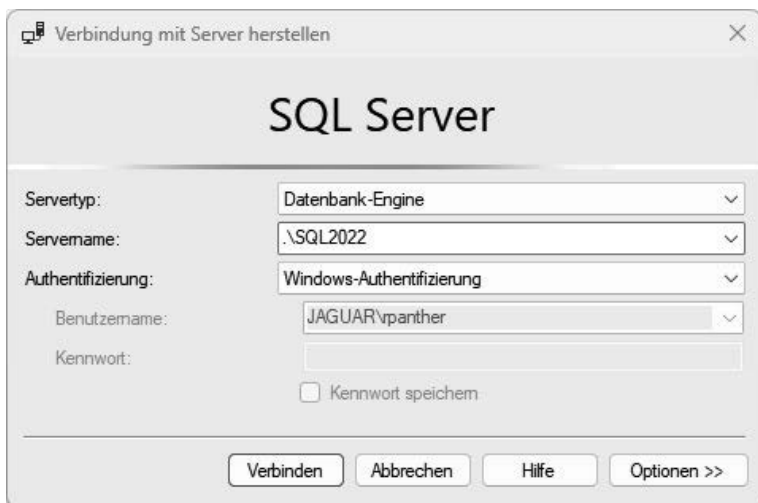 Verbindung mit Server herstellen
SQL Server
Servertyp: Datenbank-Engine
Servername: .\SQL2022
Authentifizierung: Windows-Authentifizierung
Benutzername: JAGUAR\rpanther
Kennwort:
Kennwort speichern
Verbinden Abbrechen Hilfe Optionen >>